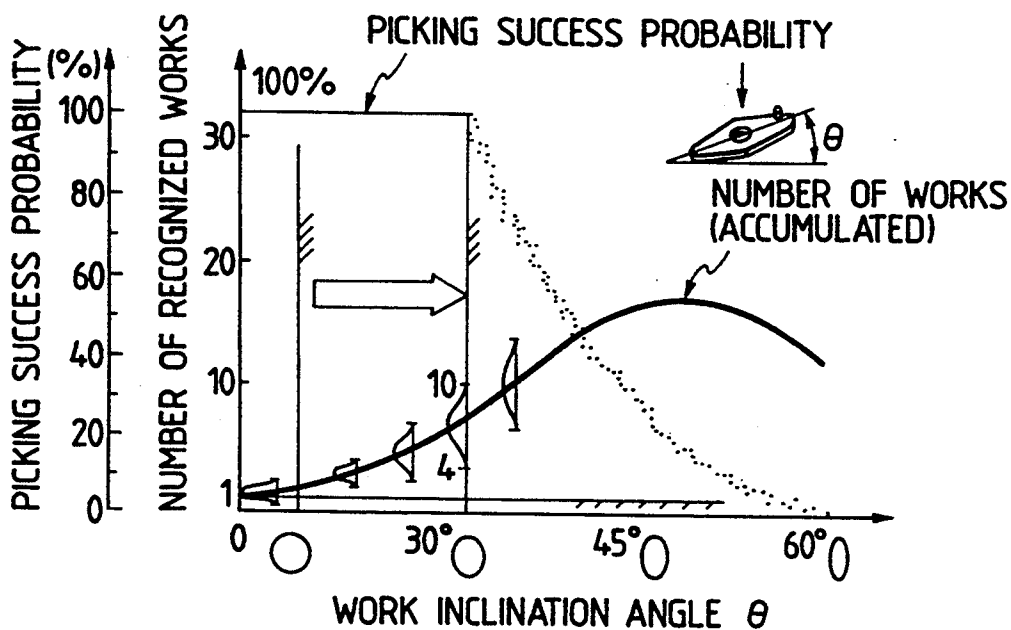 PICKING SUCCESS PROBABILITY
PICKING SUCCESS PROBABILITY
(%)
100
80
60
40
20
0
NUMBER OF RECOGNIZED WORKS
30
20
10
1
100%
θ
θ
NUMBER OF WORKS
(ACCUMULATED)
10
4
0
30°
45°
60°
WORK INCLINATION ANGLE θ